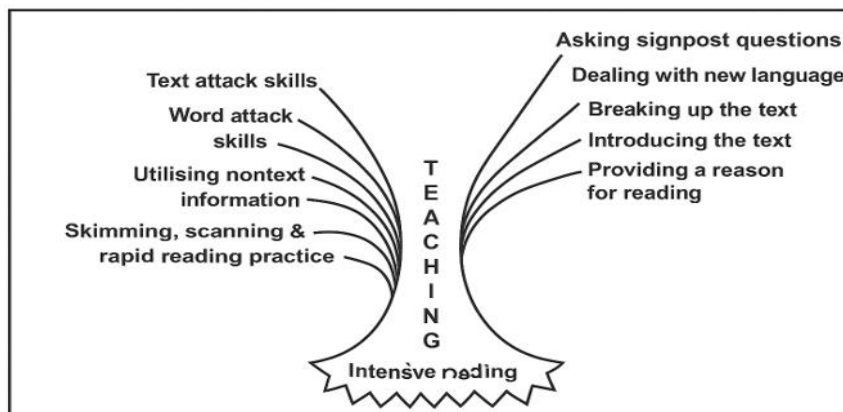 Text attack skills
Word attack
skills
Utilising nontext
information
Skimming, scanning &
rapid reading practice
TEACHING
Asking signpost questions
Dealing with new language
Breaking up the text
Introducing the text
Providing a reason
for reading
Intensive